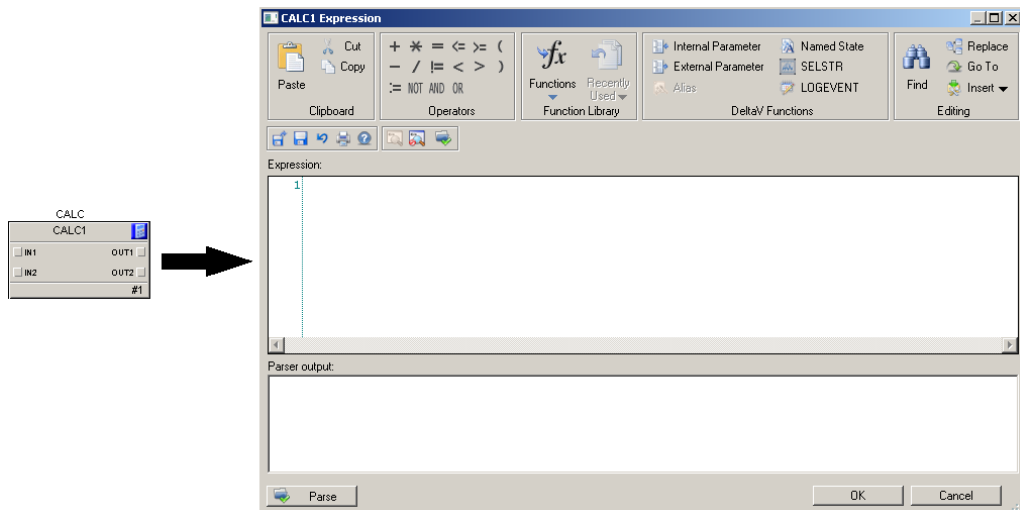 CALC1 Expression
Paste
Cut
Copy
Clipboard
+ * = <= >= (
- / != < > )
:= NOT AND OR
Operators
fx
Functions
Recently Used
Function Library
Internal Parameter
External Parameter
Alias
Named State
SELSTR
LOGEVENT
DeltaV Functions
Find
Replace
Go To
Insert
Editing
Expression:
1
CALC
CALC1
IN1 OUT1
IN2 OUT2
#1
Parser output:
Parse
OK
Cancel